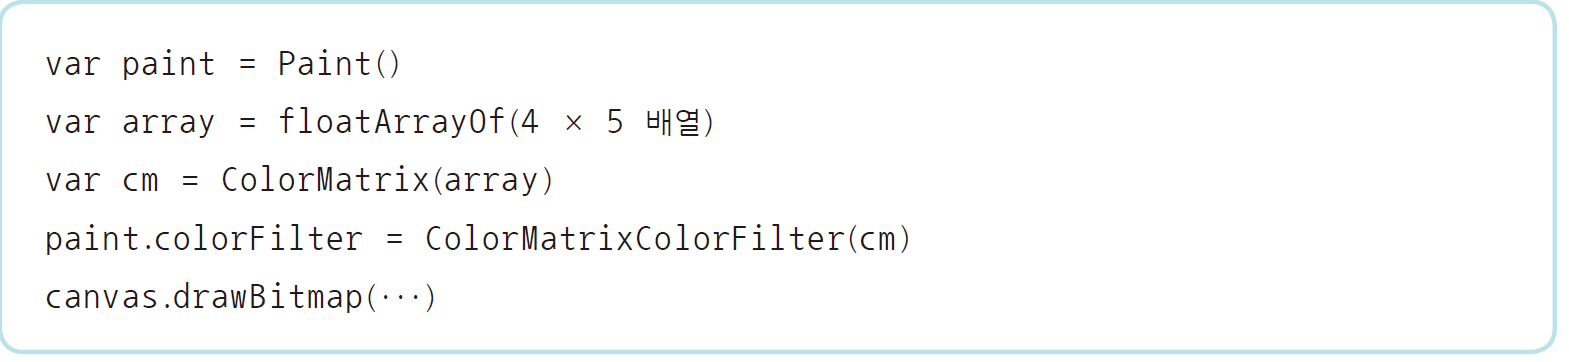 var paint = Paint()
var array = floatArrayOf(4 × 5 배열)
var cm = ColorMatrix(array)
paint.colorFilter = ColorMatrixColorFilter(cm)
canvas.drawBitmap(···)